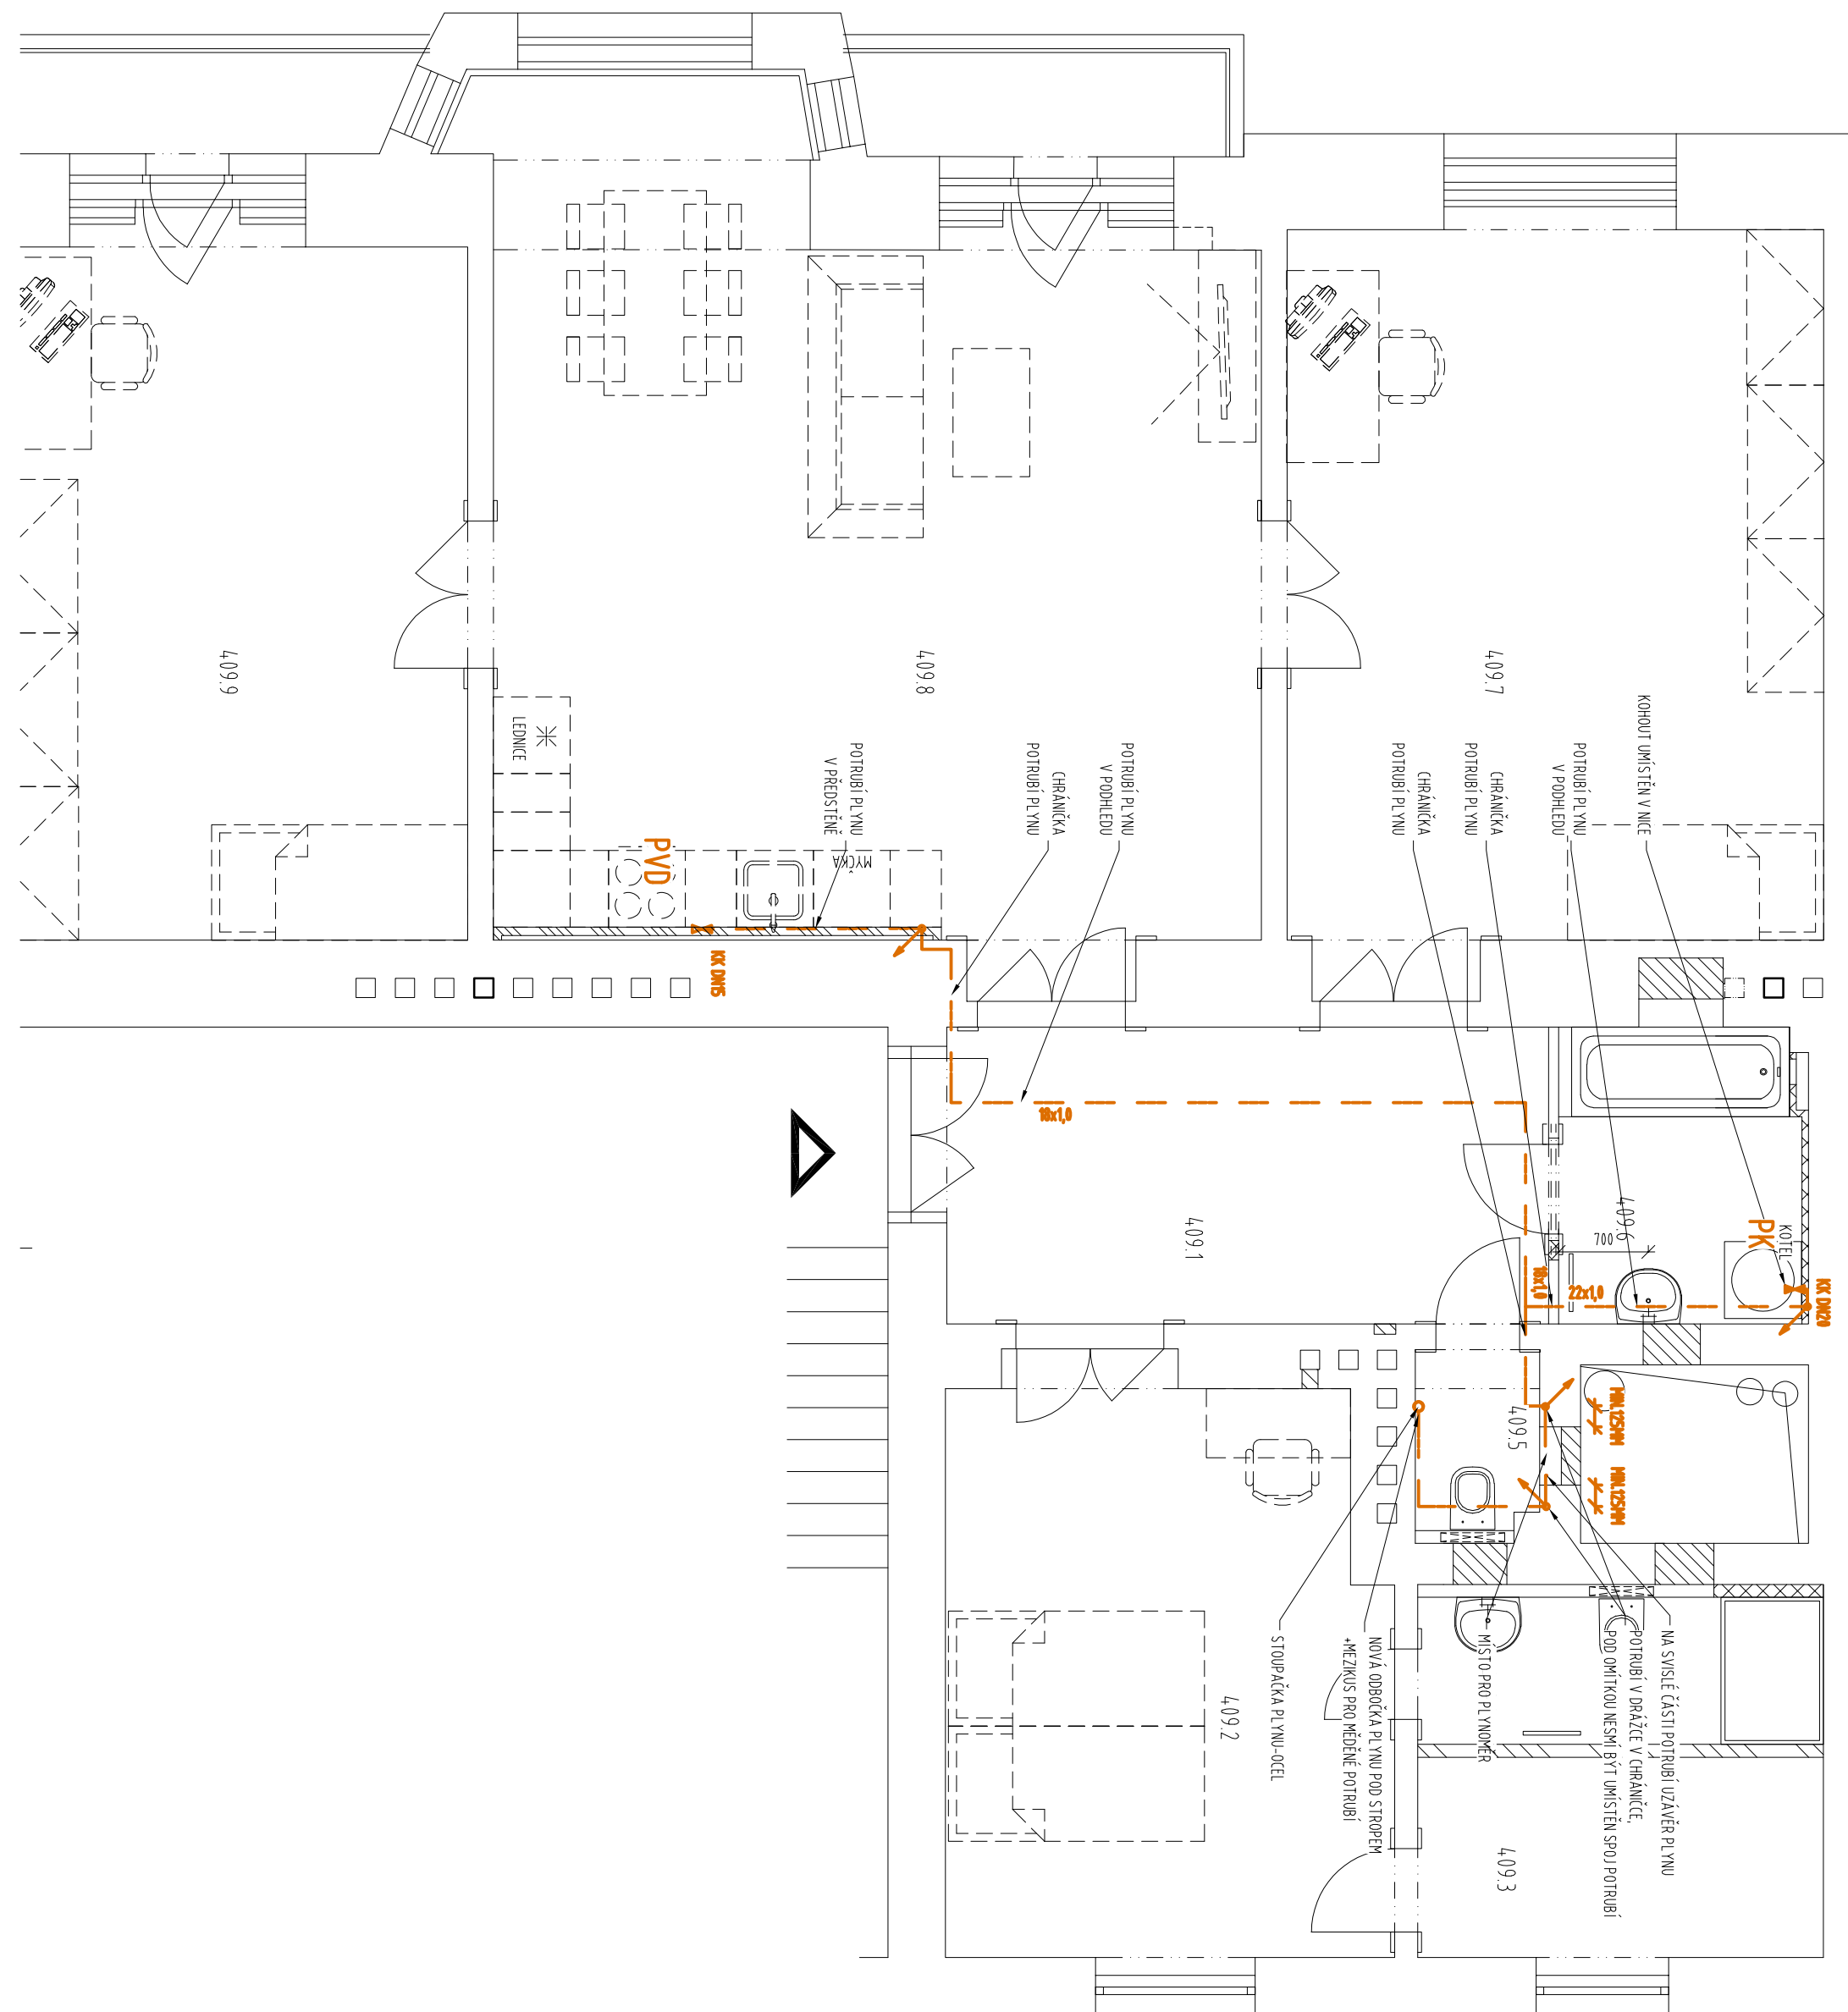 409.9
409.8
409.7
LEDNICE
POTRUBÍ PLYNU
V PŘEDSTĚNĚ
CHRÁNIČKA
POTRUBÍ PLYNU
POTRUBÍ PLYNU
V PODHLEDU
CHRÁNIČKA
POTRUBÍ PLYNU
CHRÁNIČKA
POTRUBÍ PLYNU
POTRUBÍ PLYNU
V PODHLEDU
KOHOUT UMÍSTĚN V NICE
PVD
MYČKA
KK DN15
18x1,0
409.1
409.6
700
PK
KOTEL
18x1,0
22x1,0
KK DN20
409.5
MIN.125MM
MIN.125MM
409.2
STOUPAČKA PLYNU-OCEL
NOVÁ ODBOČKA PLYNU POD STROPEM
+MEZIKUS PRO MĚDĚNÉ POTRUBÍ
MÍSTO PRO PLYNOMĚR
NA SVISLÉ ČÁSTI POTRUBÍ UZÁVĚR PLYNU
POTRUBÍ V DRÁŽCE V CHRÁNIČCE,
POD OMÍTKOU NESMÍ BÝT UMÍSTĚN SPOJ POTRUBÍ
409.3